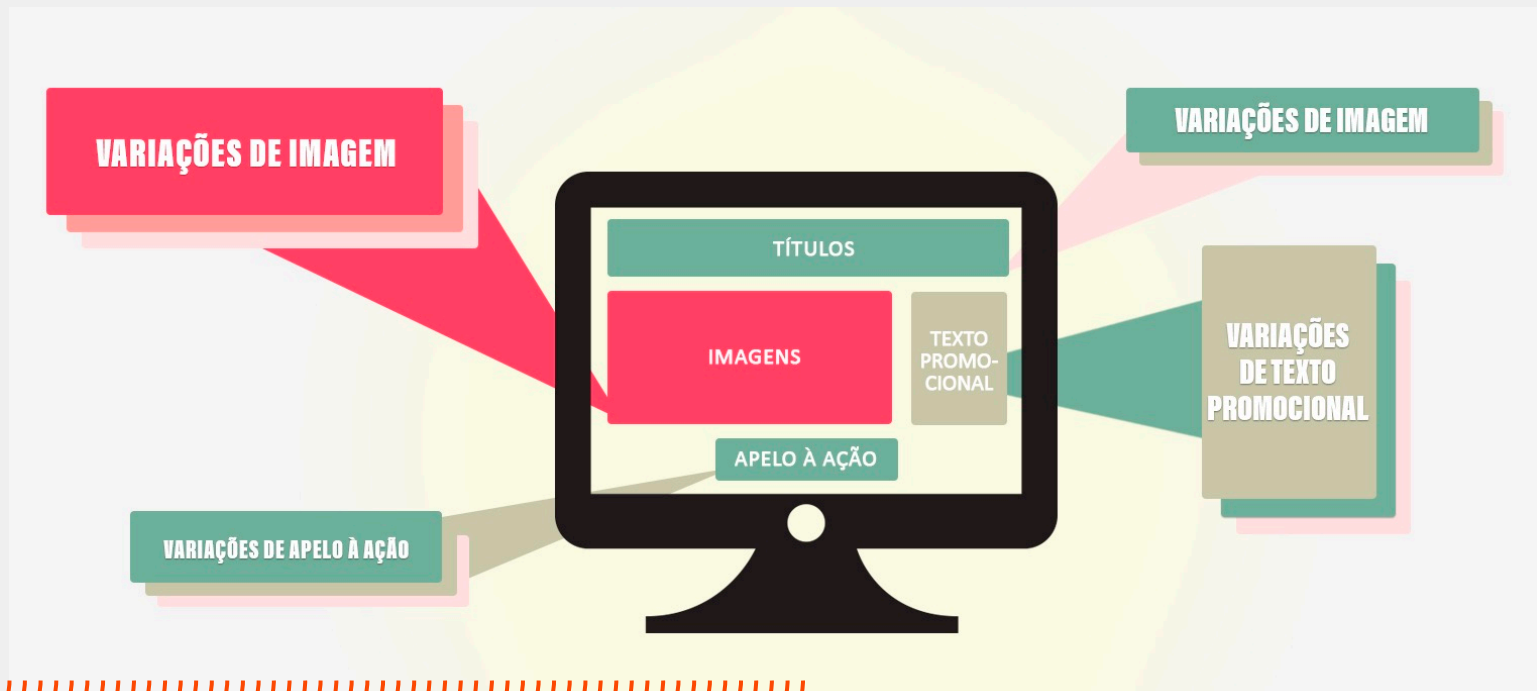 VARIAÇÕES DE IMAGEM
VARIAÇÕES DE IMAGEM
TÍTULOS
IMAGENS
TEXTO
PROMO-
CIONAL
VARIAÇÕES
DE TEXTO
PROMOCIONAL
APELO À AÇÃO
VARIAÇÕES DE APELO À AÇÃO